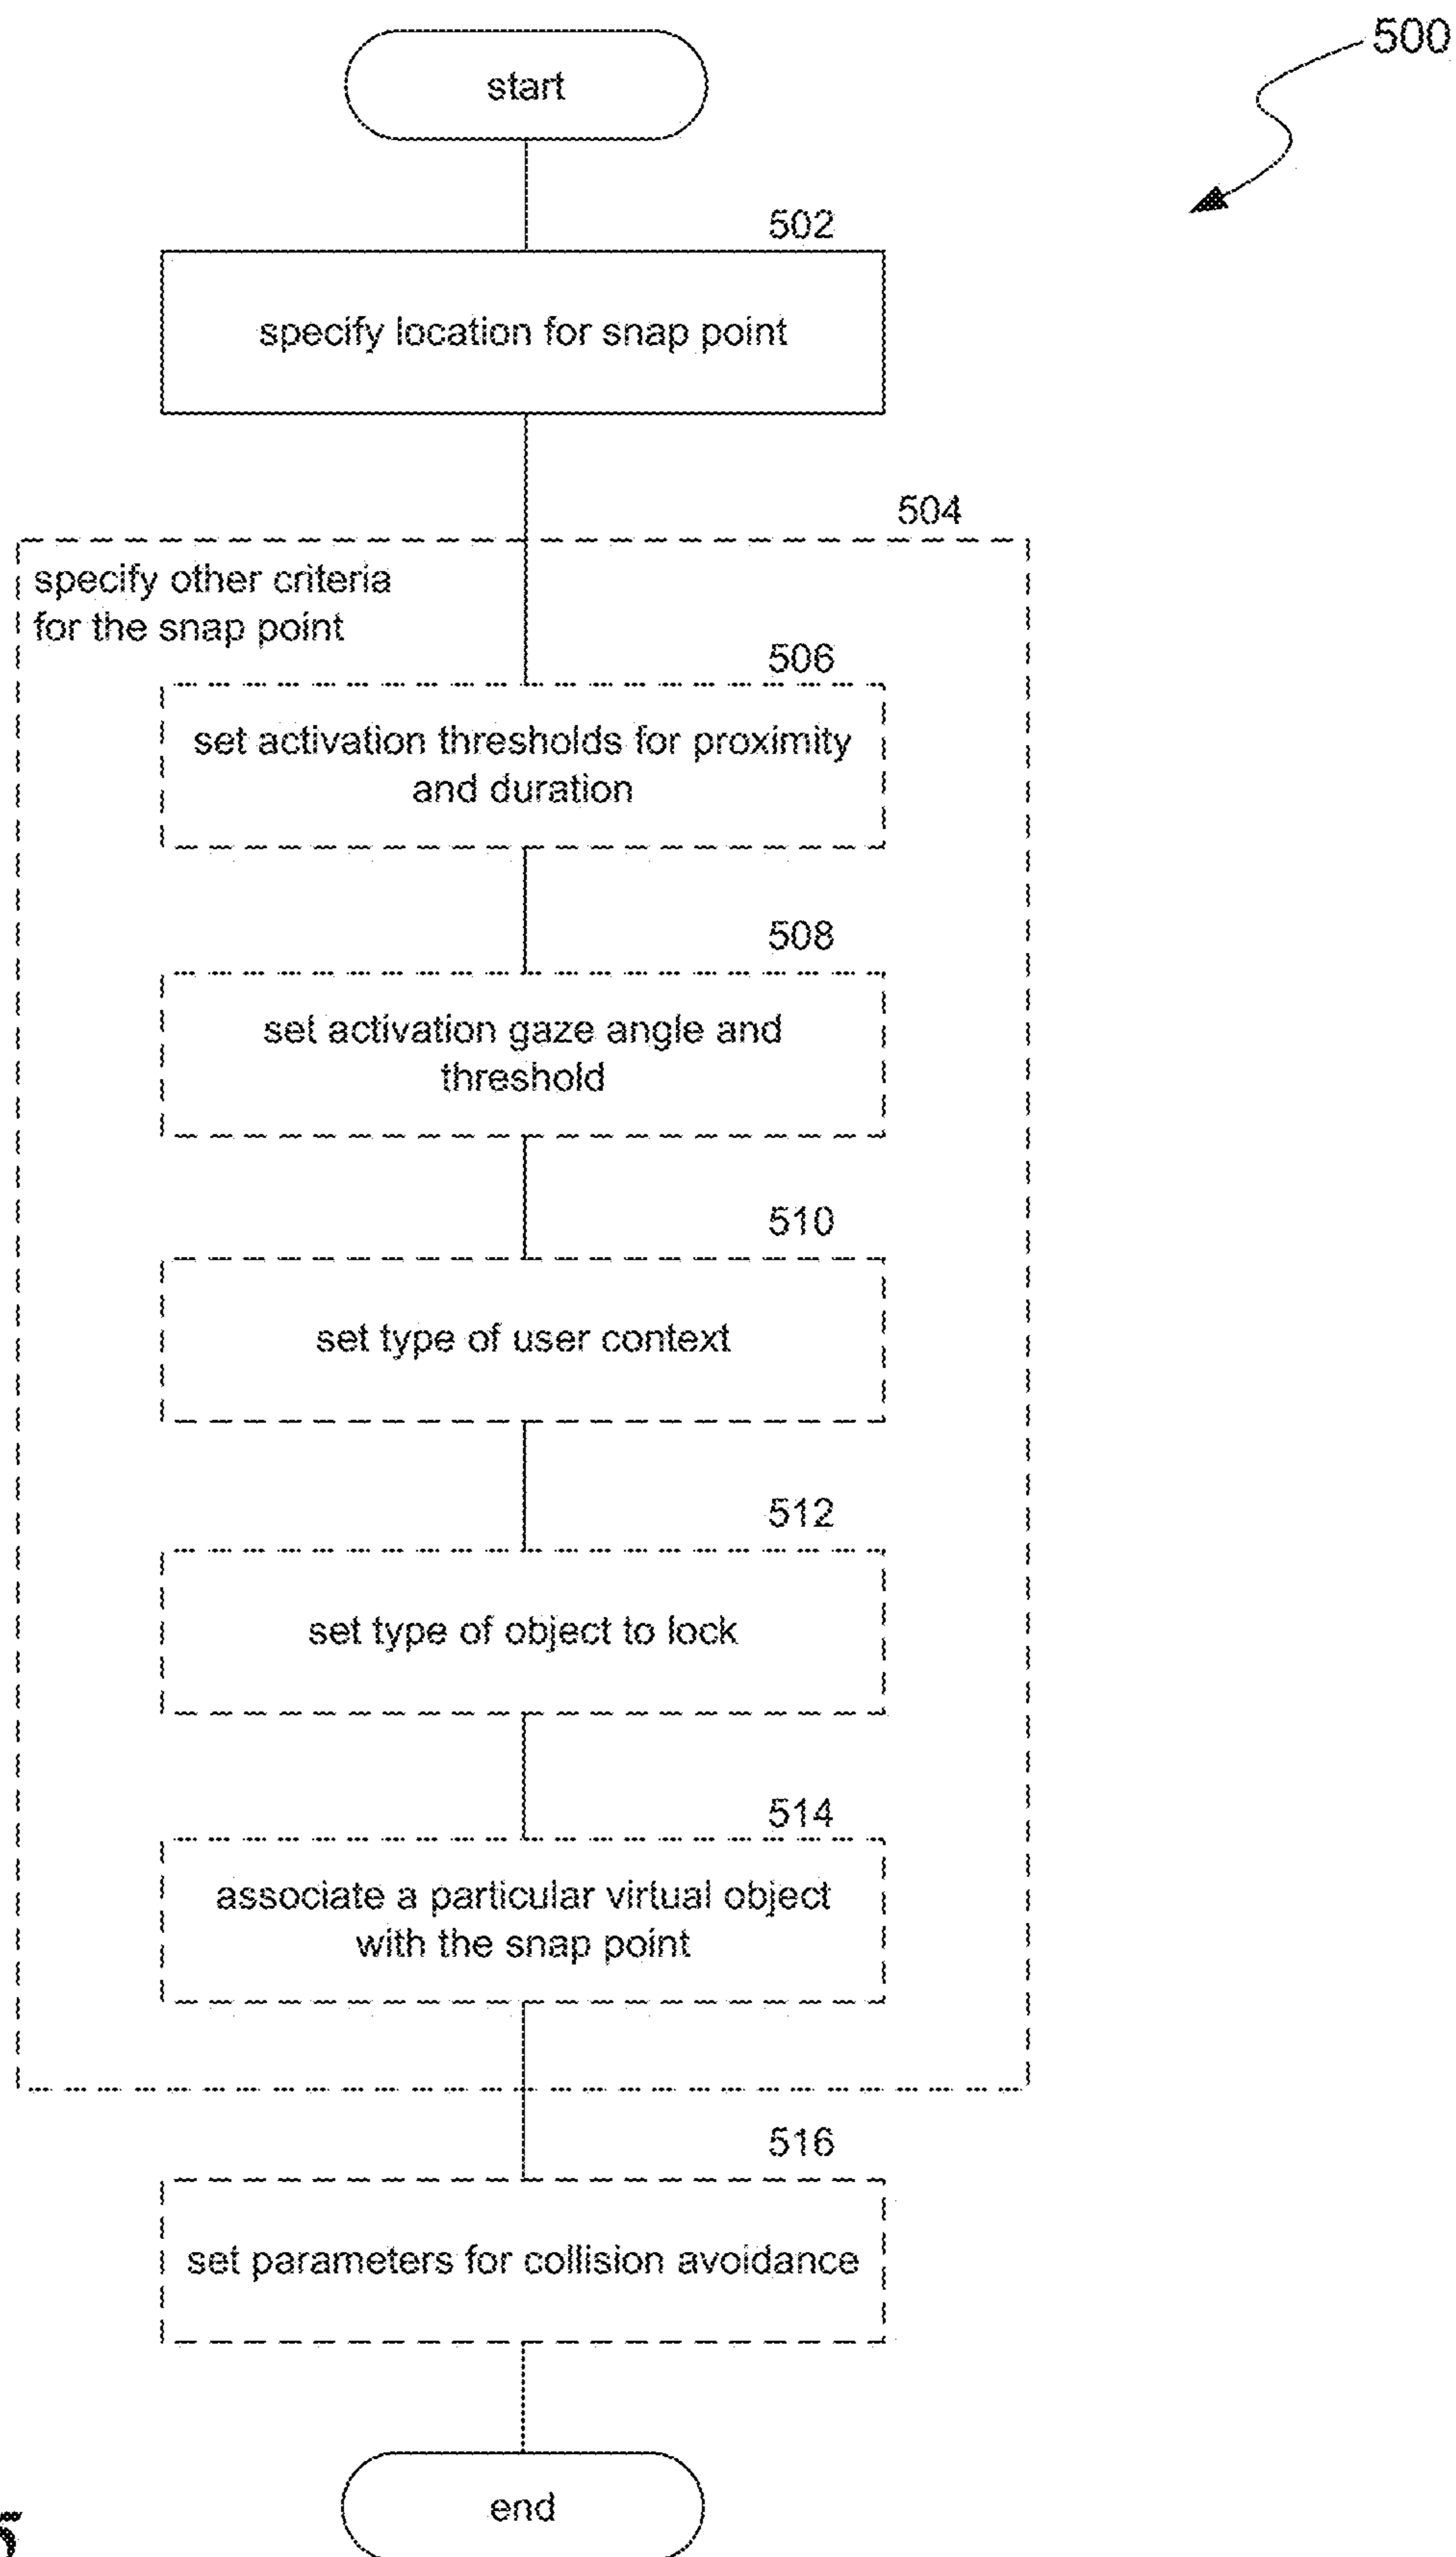 500
start
502
specify location for snap point
504
specify other criteria
for the snap point
506
set activation thresholds for proximity
and duration
508
set activation gaze angle and
threshold
510
set type of user context
512
set type of object to lock
514
associate a particular virtual object
with the snap point
516
set parameters for collision avoidance
end